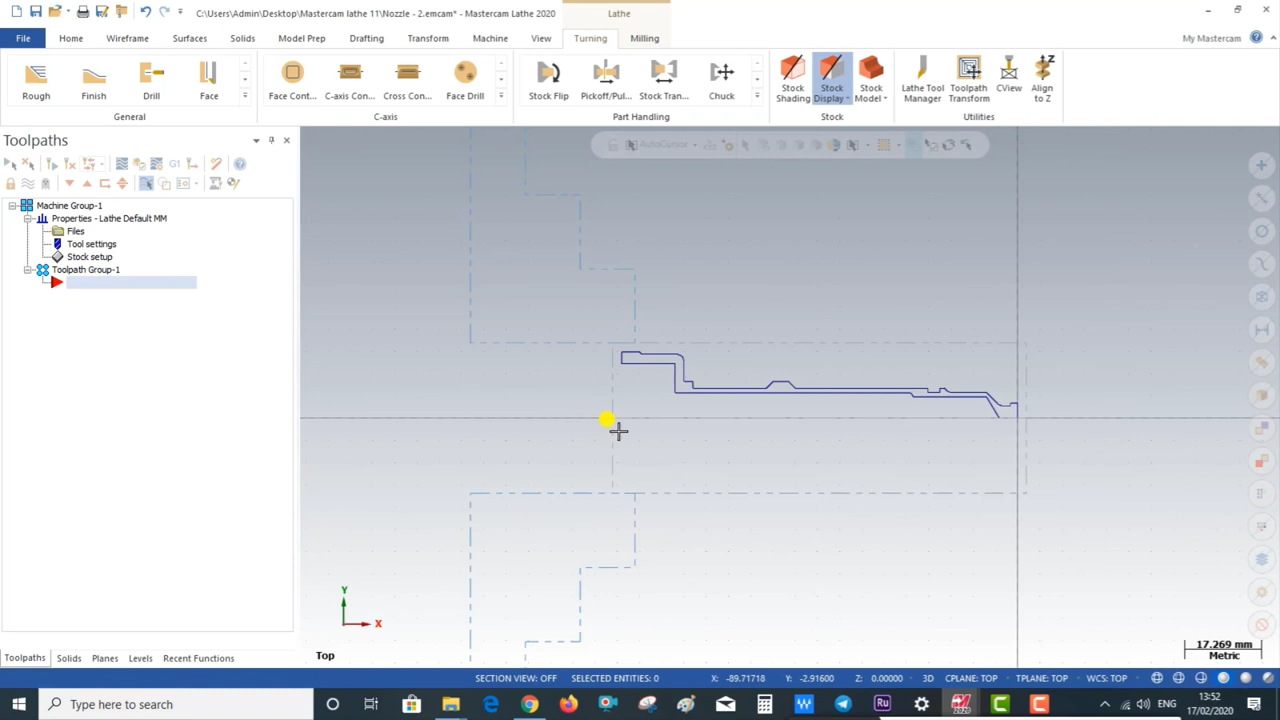 C:\Users\Admin\Desktop\Mastercam lathe 11\Nozzle - 2.emcam* - Mastercam Lathe 2020
Lathe
File
Home
Wireframe
Surfaces
Solids
Model Prep
Drafting
Transform
Machine
View
Turning
Milling
My Mastercam
Rough
Finish
Drill
Face
Face Cont...
C-axis Con...
Cross Con...
Face Drill
Stock Flip
Pickoff/Pul...
Stock Tran...
Chuck
Stock Shading
Stock Display
Stock Model
Lathe Tool Manager
Toolpath Transform
CView
Align to Z
General
C-axis
Part Handling
Stock
Utilities
Toolpaths
AutoCursor
G1
Machine Group-1
Properties - Lathe Default MM
Files
Tool settings
Stock setup
Toolpath Group-1
Y
X
Top
17.269 mm
Metric
Toolpaths
Solids
Planes
Levels
Recent Functions
SECTION VIEW: OFF
SELECTED ENTITIES: 0
X: -89.71718
Y: -2.91600
Z: 0.00000
3D
CPLANE: TOP
TPLANE: TOP
WCS: TOP
Type here to search
Ru
2020
ENG
13:52
17/02/2020